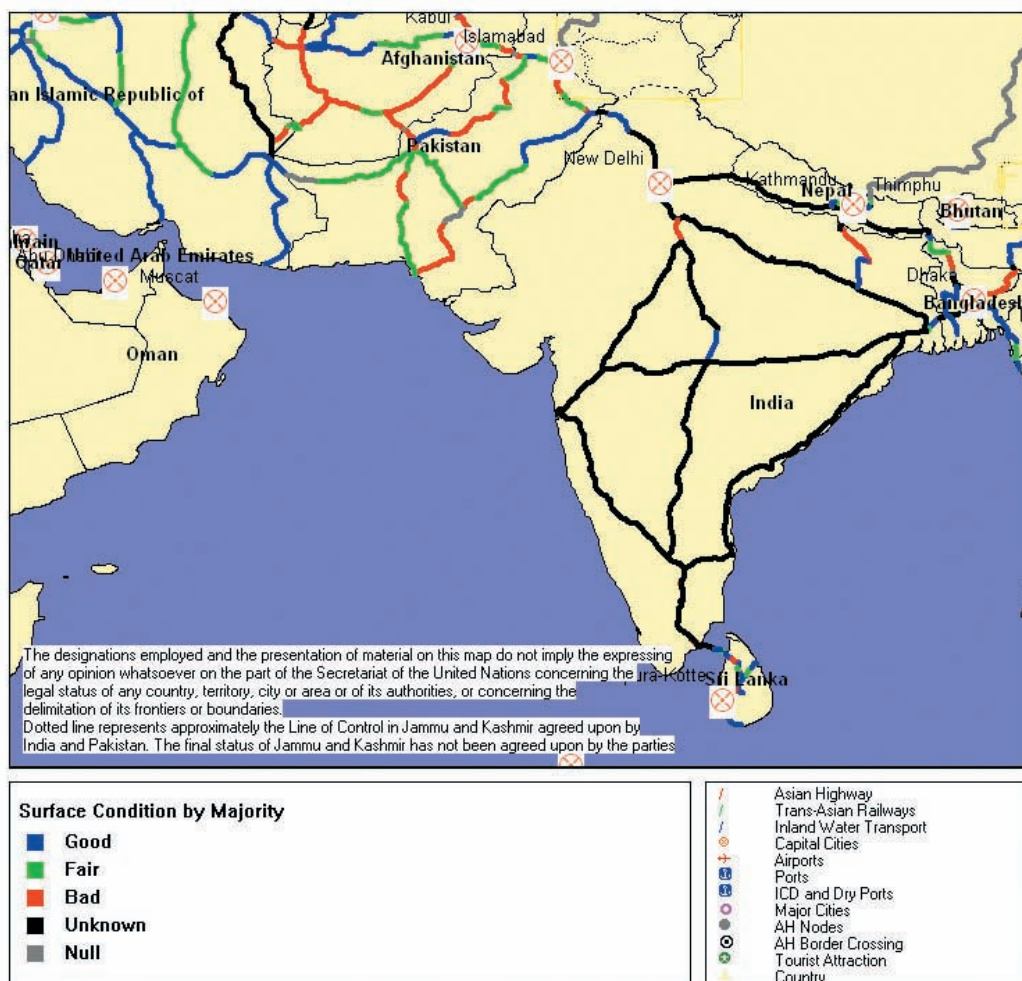 Kabul
Islamabad
Afghanistan
an Islamic Republic of
Pakistan
New Delhi
Kathmandu
Nepal
Thimphu
Bhutan
Dhaka
Bangladesh
United Arab Emirates
Qatar
Muscat
Oman
India
The designations employed and the presentation of material on this map do not imply the expressing
of any opinion whatsoever on the part of the Secretariat of the United Nations concerning the
legal status of any country, territory, city or area or of its authorities, or concerning the
delimitation of its frontiers or boundaries.
Dotted line represents approximately the Line of Control in Jammu and Kashmir agreed upon by
India and Pakistan. The final status of Jammu and Kashmir has not been agreed upon by the parties
pura-Kotte
Sri Lanka
Surface Condition by Majority
Good
Fair
Bad
Unknown
Null
Asian Highway
Trans-Asian Railways
Inland Water Transport
Capital Cities
Airports
Ports
ICD and Dry Ports
Major Cities
AH Nodes
AH Border Crossing
Tourist Attraction
Country